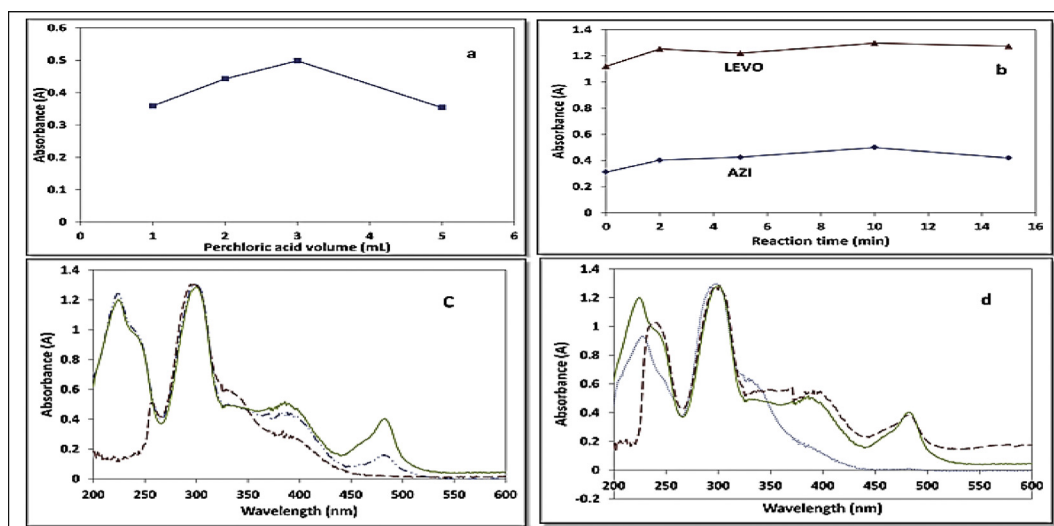 0.6
a
0.5
0.4
0.3
0.2
0.1
0
0 1 2 3 4 5 6
Absorbance (A)
Perchloric acid volume (mL)
1.4
b
1.2
1
0.8
0.6
0.4
0.2
0
LEVO
AZI
0 2 4 6 8 10 12 14 16
Absorbance (A)
Reaction time (min)
1.4
C
1.2
1
0.8
0.6
0.4
0.2
0
200 250 300 350 400 450 500 550 600
Absorbance (A)
Wavelength (nm)
1.4
d
1.2
1
0.8
0.6
0.4
0.2
0
-0.2
200 250 300 350 400 450 500 550 600
Absorbance (A)
Wavelength (nm)